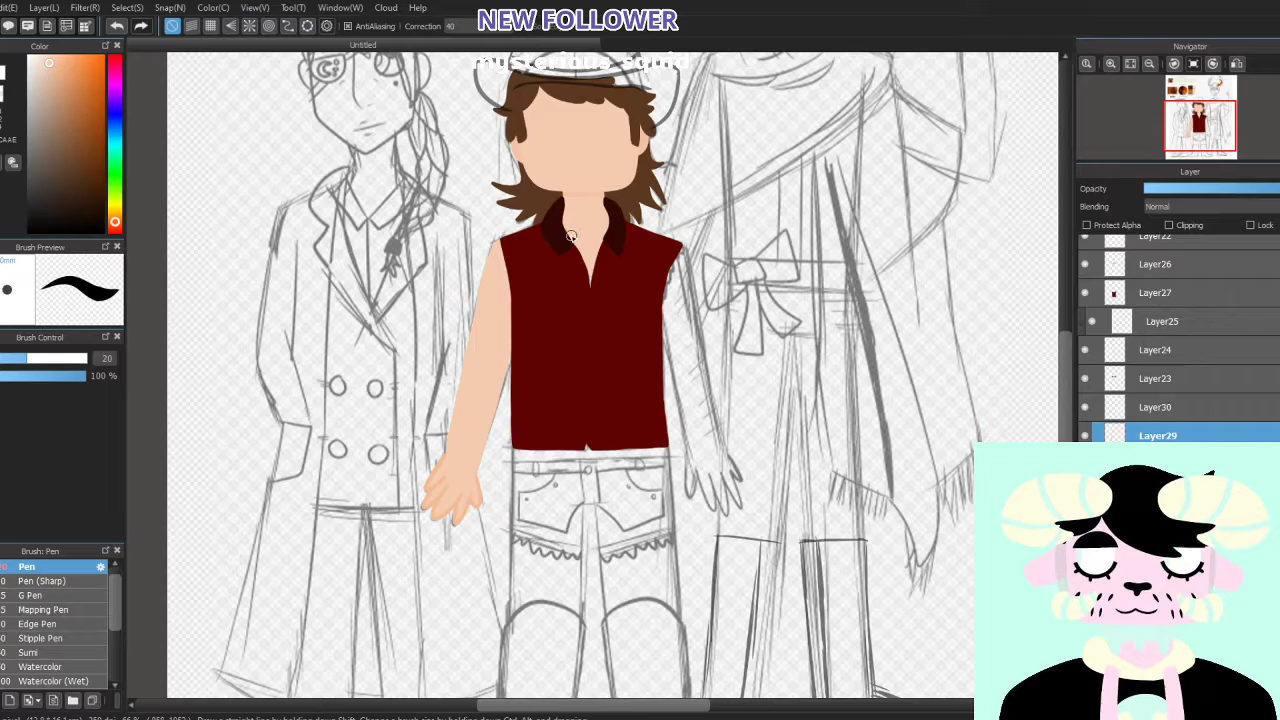 Layer(L) Filter(R) Select(S) Snap(N) Color(C) View(V) Tool(T) Window(W) Cloud Help
NEW FOLLOWER
mysterious squid
AntiAliasing Correction 40
Untitled
Color
Navigator
Layer
Opacity
Blending Normal
Protect Alpha Clipping Lock
Layer22
Layer26
Layer27
Layer25
Layer24
Layer23
Layer30
Layer29
Brush Preview
Brush Control
20
100 %
Brush: Pen
Pen
Pen (Sharp)
G Pen
Mapping Pen
Edge Pen
Stipple Pen
Sumi
Watercolor
Watercolor (Wet)